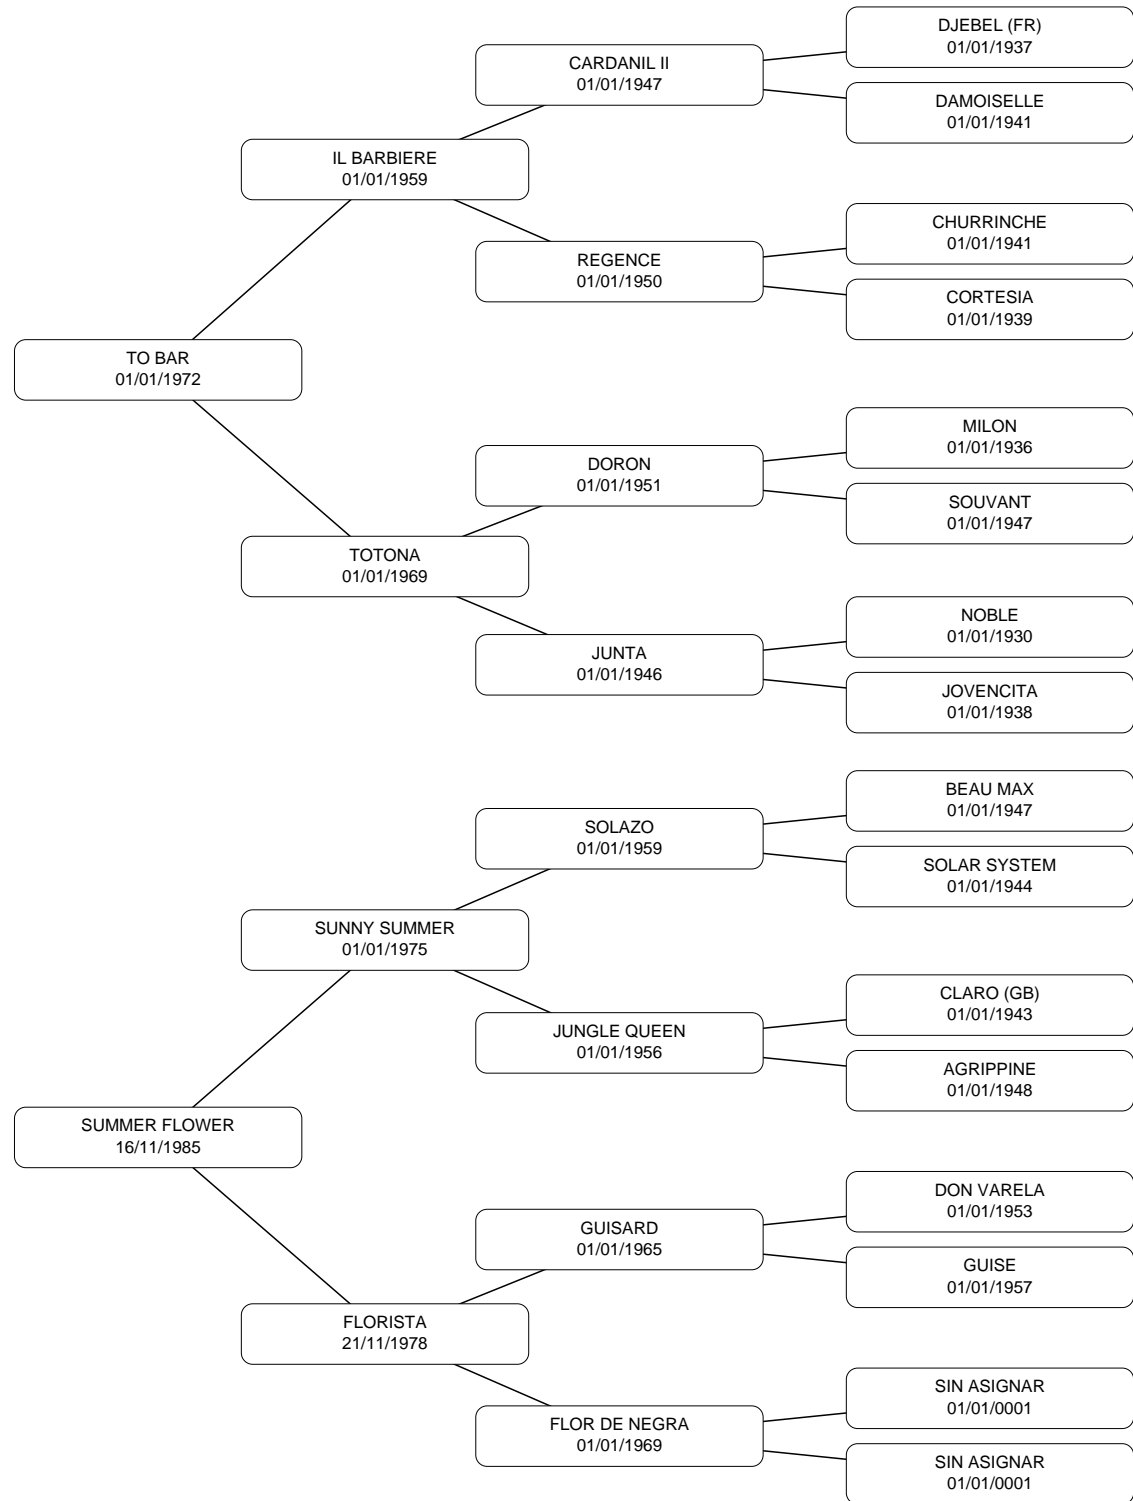 DJEBEL (FR)
01/01/1937
CARDANIL II
01/01/1947
DAMOISELLE
01/01/1941
IL BARBIERE
01/01/1959
CHURRINCHE
01/01/1941
REGENCE
01/01/1950
CORTESIA
01/01/1939
TO BAR
01/01/1972
MILON
01/01/1936
DORON
01/01/1951
SOUVANT
01/01/1947
TOTONA
01/01/1969
NOBLE
01/01/1930
JUNTA
01/01/1946
JOVENCITA
01/01/1938
BEAU MAX
01/01/1947
SOLAZO
01/01/1959
SOLAR SYSTEM
01/01/1944
SUNNY SUMMER
01/01/1975
CLARO (GB)
01/01/1943
JUNGLE QUEEN
01/01/1956
AGRIPPINE
01/01/1948
SUMMER FLOWER
16/11/1985
DON VARELA
01/01/1953
GUISARD
01/01/1965
GUISE
01/01/1957
FLORISTA
21/11/1978
SIN ASIGNAR
01/01/0001
FLOR DE NEGRA
01/01/1969
SIN ASIGNAR
01/01/0001